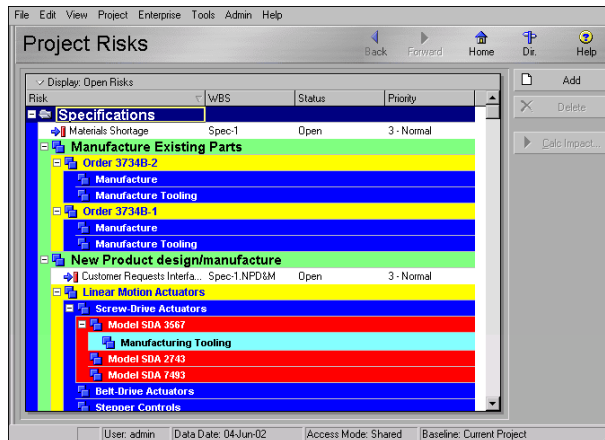 File Edit View Project Enterprise Tools Admin Help
Project Risks
Back Forward Home Dir. Help
Display: Open Risks
Risk WBS Status Priority
Specifications
Materials Shortage Spec-1 Open 3 - Normal
Manufacture Existing Parts
Order 3734B-2
Manufacture
Manufacture Tooling
Order 3734B-1
Manufacture
Manufacture Tooling
New Product design/manufacture
Customer Requests Interfa... Spec-1.NPD&M Open 3 - Normal
Linear Motion Actuators
Screw-Drive Actuators
Model SDA 3567
Manufacturing Tooling
Model SDA 2743
Model SDA 7493
Belt-Drive Actuators
Stepper Controls
Add
Delete
Calc Impact...
User: admin Data Date: 04-Jun-02 Access Mode: Shared Baseline: Current Project